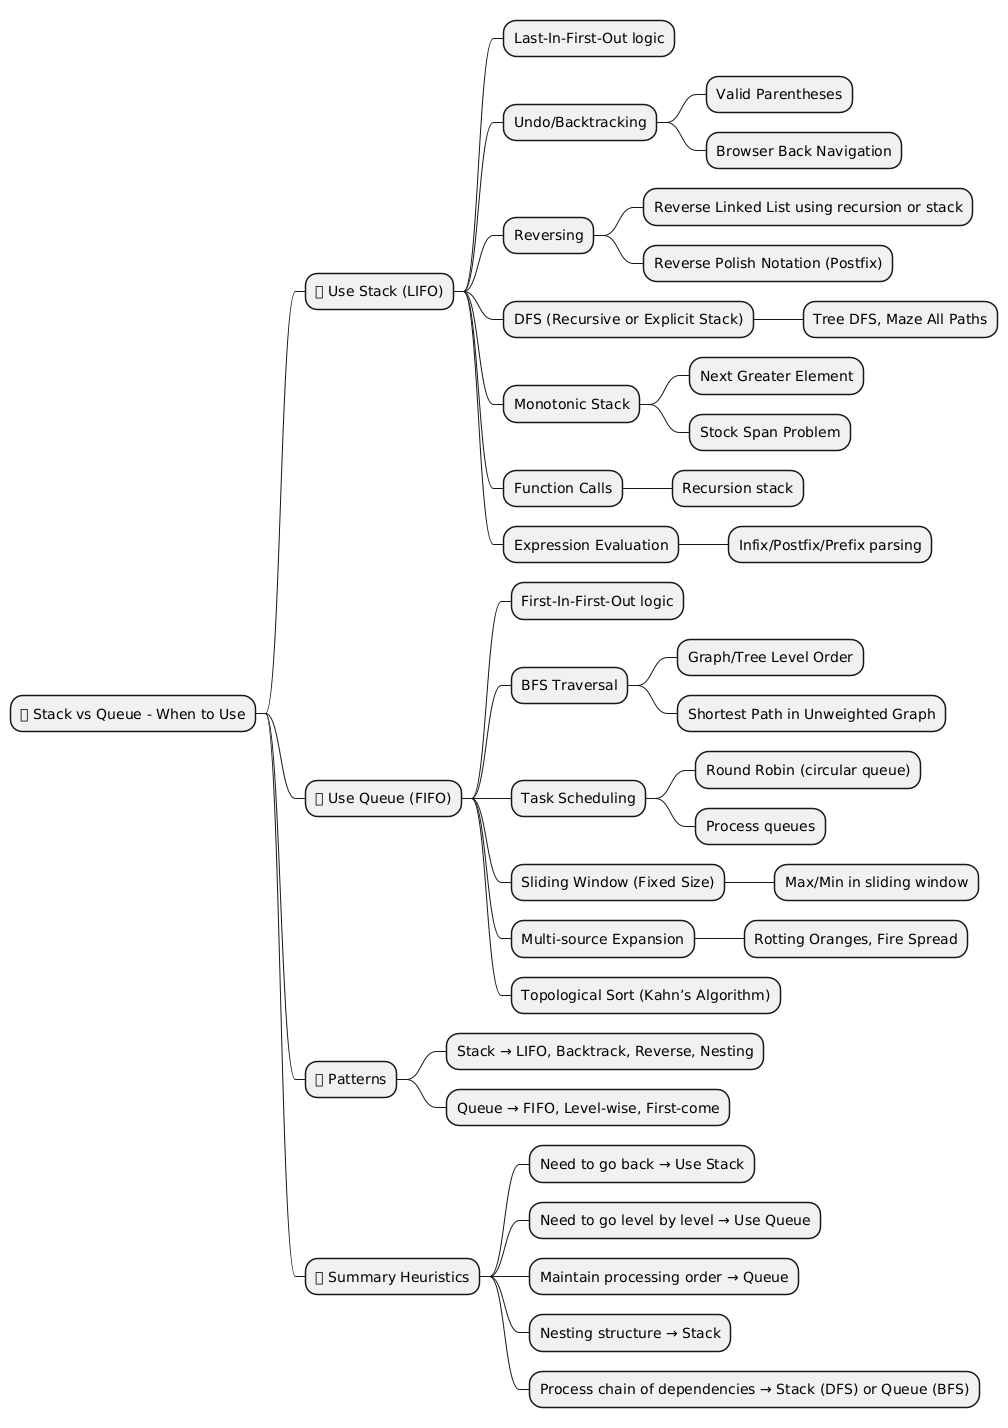 Stack vs Queue - When to Use
Use Stack (LIFO)
Last-In-First-Out logic
Undo/Backtracking
Valid Parentheses
Browser Back Navigation
Reversing
Reverse Linked List using recursion or stack
Reverse Polish Notation (Postfix)
DFS (Recursive or Explicit Stack)
Tree DFS, Maze All Paths
Monotonic Stack
Next Greater Element
Stock Span Problem
Function Calls
Recursion stack
Expression Evaluation
Infix/Postfix/Prefix parsing
Use Queue (FIFO)
First-In-First-Out logic
BFS Traversal
Graph/Tree Level Order
Shortest Path in Unweighted Graph
Task Scheduling
Round Robin (circular queue)
Process queues
Sliding Window (Fixed Size)
Max/Min in sliding window
Multi-source Expansion
Rotting Oranges, Fire Spread
Topological Sort (Kahn’s Algorithm)
Patterns
Stack → LIFO, Backtrack, Reverse, Nesting
Queue → FIFO, Level-wise, First-come
Summary Heuristics
Need to go back → Use Stack
Need to go level by level → Use Queue
Maintain processing order → Queue
Nesting structure → Stack
Process chain of dependencies → Stack (DFS) or Queue (BFS)